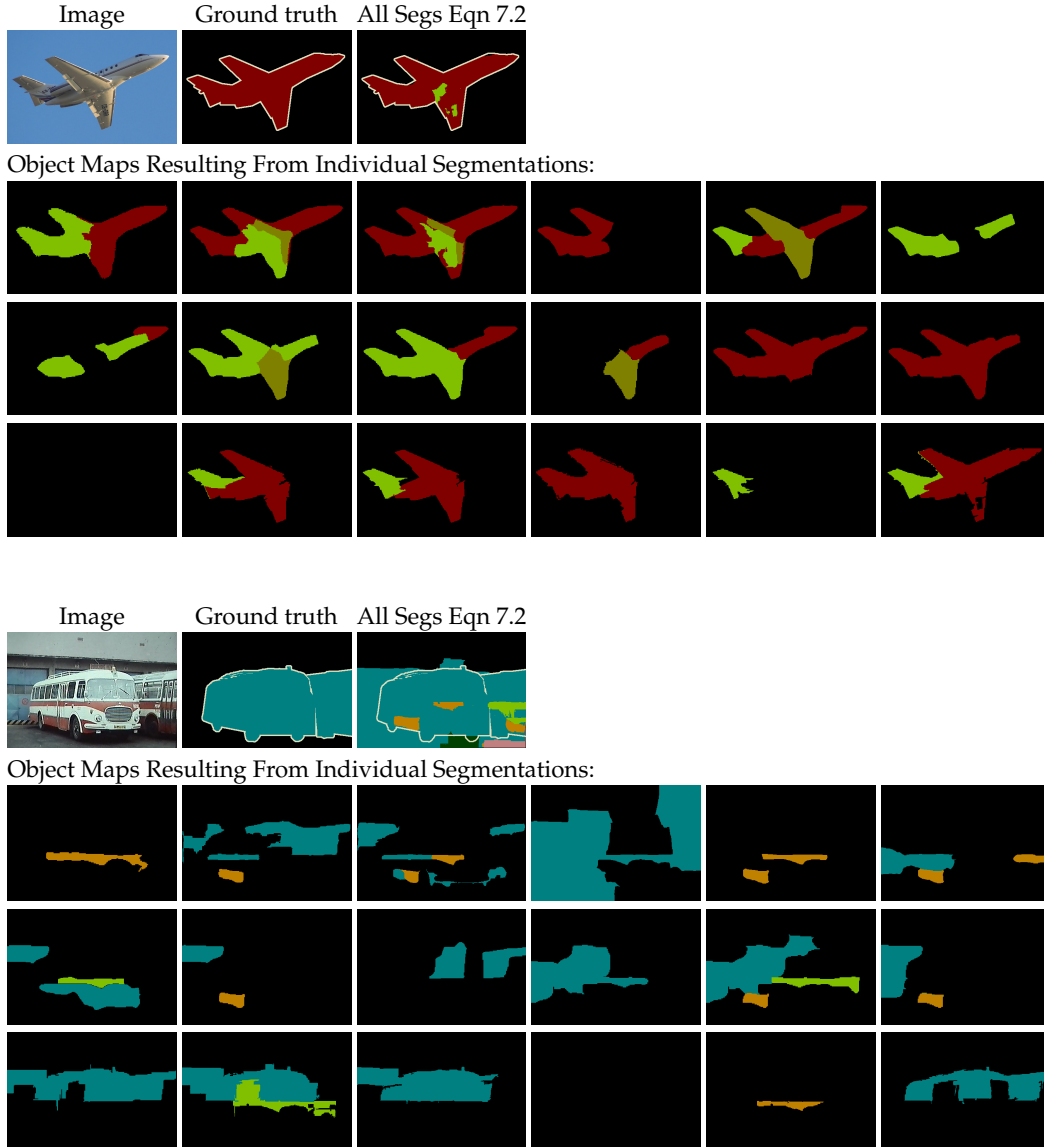 Image Ground truth All Segs Eqn 7.2
Object Maps Resulting From Individual Segmentations:
Image Ground truth All Segs Eqn 7.2
Object Maps Resulting From Individual Segmentations: